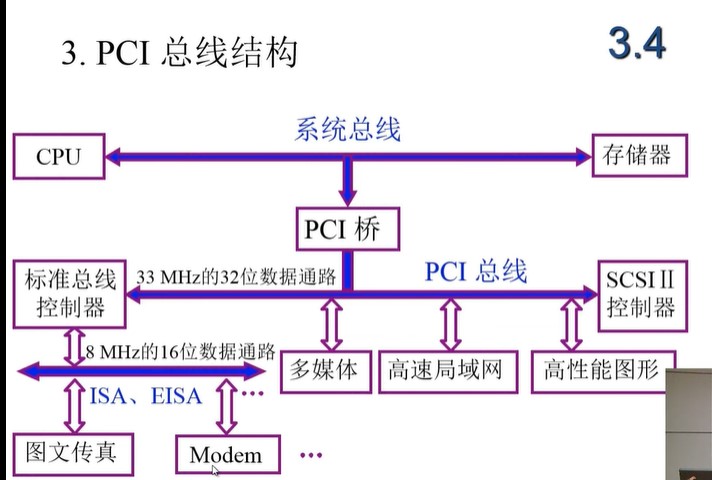 3. PCI 总线结构
3.4
系统总线
CPU
存储器
PCI 桥
标准总线
控制器
33 MHz的32位数据通路
PCI 总线
SCSIⅡ
控制器
8 MHz的16位数据通路
多媒体
高速局域网
高性能图形
ISA、EISA
…
图文传真
Modem
…